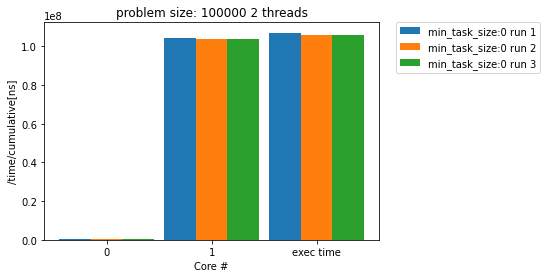 problem size: 100000 2 threads
1e8
1.0
0.8
0.6
0.4
0.2
0.0
/time/cumulative[ns]
0 1 exec time
Core #
min_task_size:0 run 1
min_task_size:0 run 2
min_task_size:0 run 3